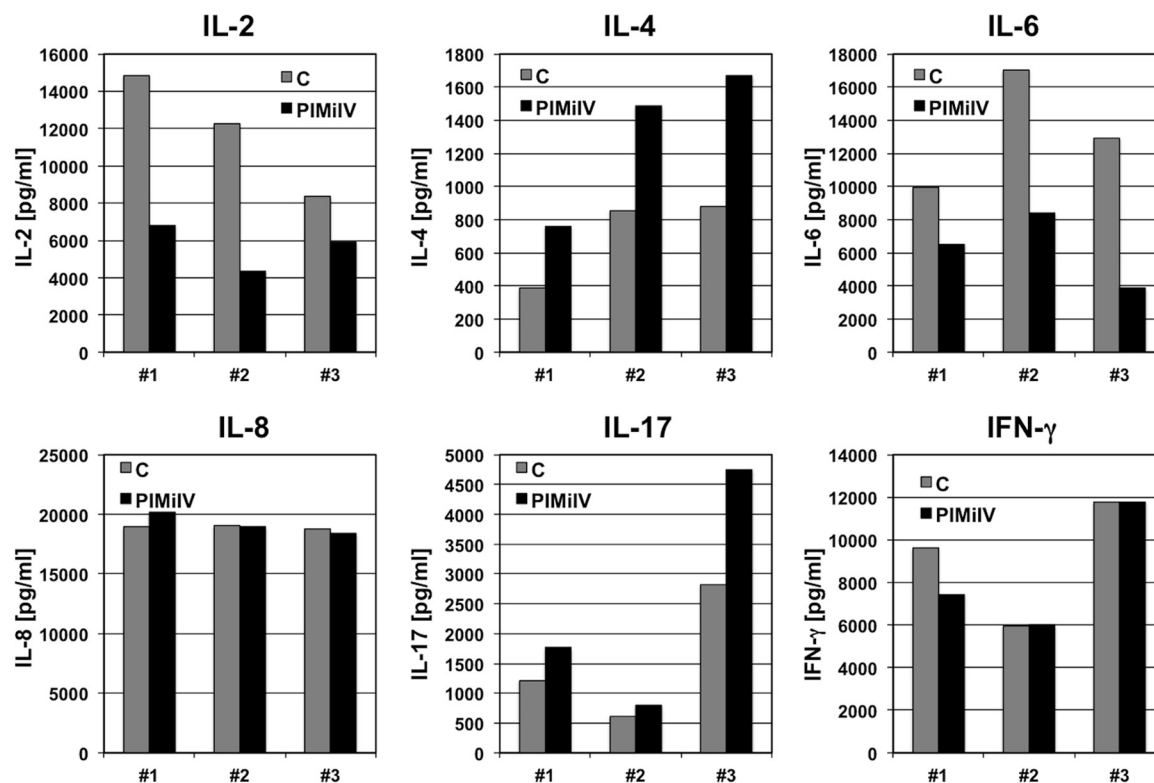 IL-2
16000
14000
12000
10000
8000
6000
4000
2000
0
IL-2 [pg/ml]
C
PIMilV
#1 #2 #3
IL-4
1800
1600
1400
1200
1000
800
600
400
200
0
IL-4 [pg/ml]
C
PIMilV
#1 #2 #3
IL-6
18000
16000
14000
12000
10000
8000
6000
4000
2000
0
IL-6 [pg/ml]
C
PIMilV
#1 #2 #3
IL-8
25000
20000
15000
10000
5000
0
IL-8 [pg/ml]
C
PIMilV
#1 #2 #3
IL-17
5000
4500
4000
3500
3000
2500
2000
1500
1000
500
0
IL-17 [pg/ml]
C
PIMilV
#1 #2 #3
IFN-γ
14000
12000
10000
8000
6000
4000
2000
0
IFN-γ [pg/ml]
C
PIMilV
#1 #2 #3